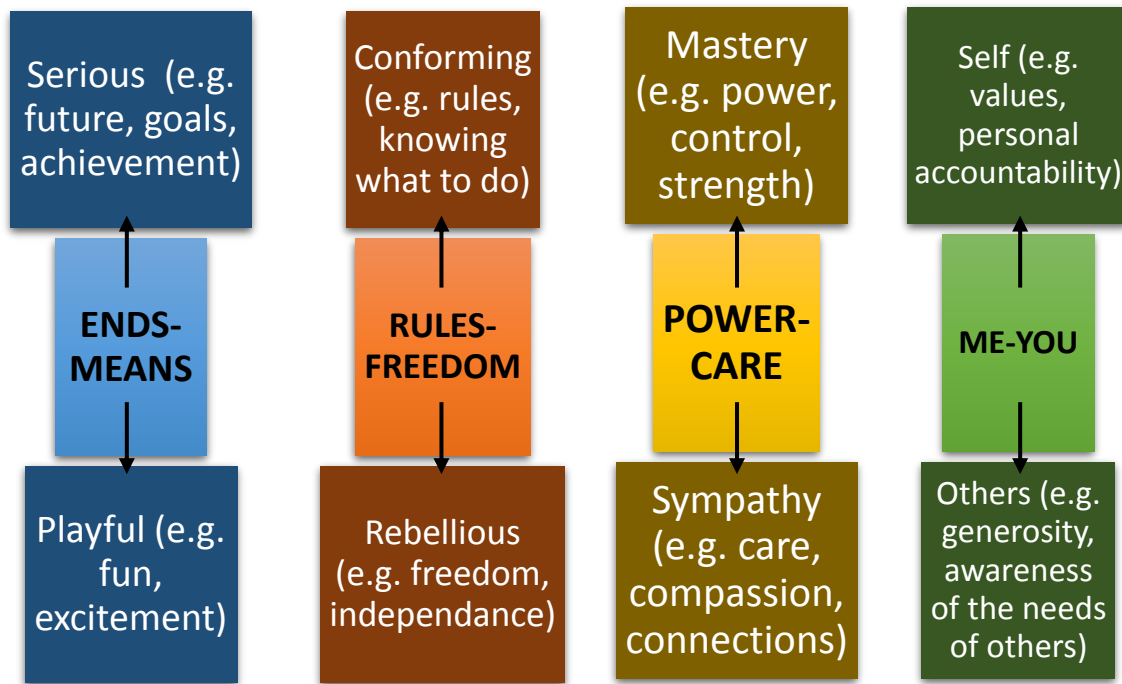 Serious (e.g.
future, goals,
achievement)
Conforming
(e.g. rules,
knowing
what to do)
Mastery
(e.g. power,
control,
strength)
Self (e.g.
values,
personal
accountability)
ENDS-
MEANS
RULES-
FREEDOM
POWER-
CARE
ME-YOU
Playful (e.g.
fun,
excitement)
Rebellious
(e.g. freedom,
independance)
Sympathy
(e.g. care,
compassion,
connections)
Others (e.g.
generosity,
awareness
of the needs
of others)